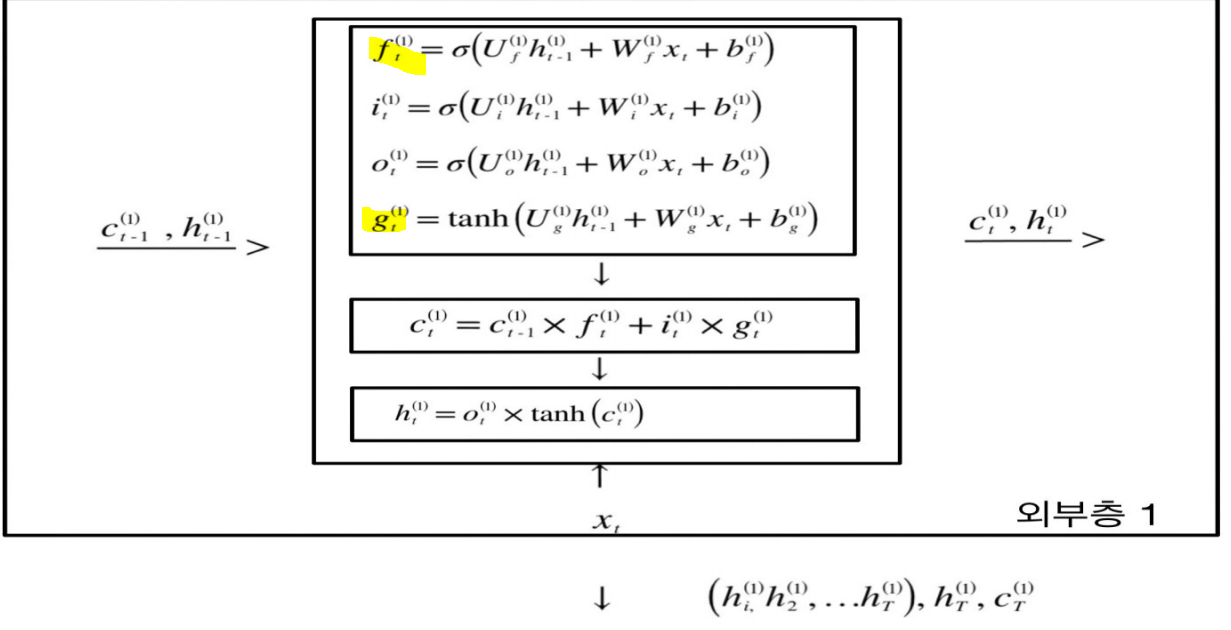 f_t^{(1)} = σ(U_f^{(1)} h_{t-1}^{(1)} + W_f^{(1)} x_t + b_f^{(1)})
i_t^{(1)} = σ(U_i^{(1)} h_{t-1}^{(1)} + W_i^{(1)} x_t + b_i^{(1)})
o_t^{(1)} = σ(U_o^{(1)} h_{t-1}^{(1)} + W_o^{(1)} x_t + b_o^{(1)})
g_t^{(1)} = tanh(U_g^{(1)} h_{t-1}^{(1)} + W_g^{(1)} x_t + b_g^{(1)})
c_{t-1}^{(1)} , h_{t-1}^{(1)} >
c_t^{(1)}, h_t^{(1)} >
↓
c_t^{(1)} = c_{t-1}^{(1)} × f_t^{(1)} + i_t^{(1)} × g_t^{(1)}
↓
h_t^{(1)} = o_t^{(1)} × tanh(c_t^{(1)})
↑
x_t
외부층 1
↓ (h_{i,}^{(1)} h_2^{(1)}, …h_T^{(1)}), h_T^{(1)}, c_T^{(1)}